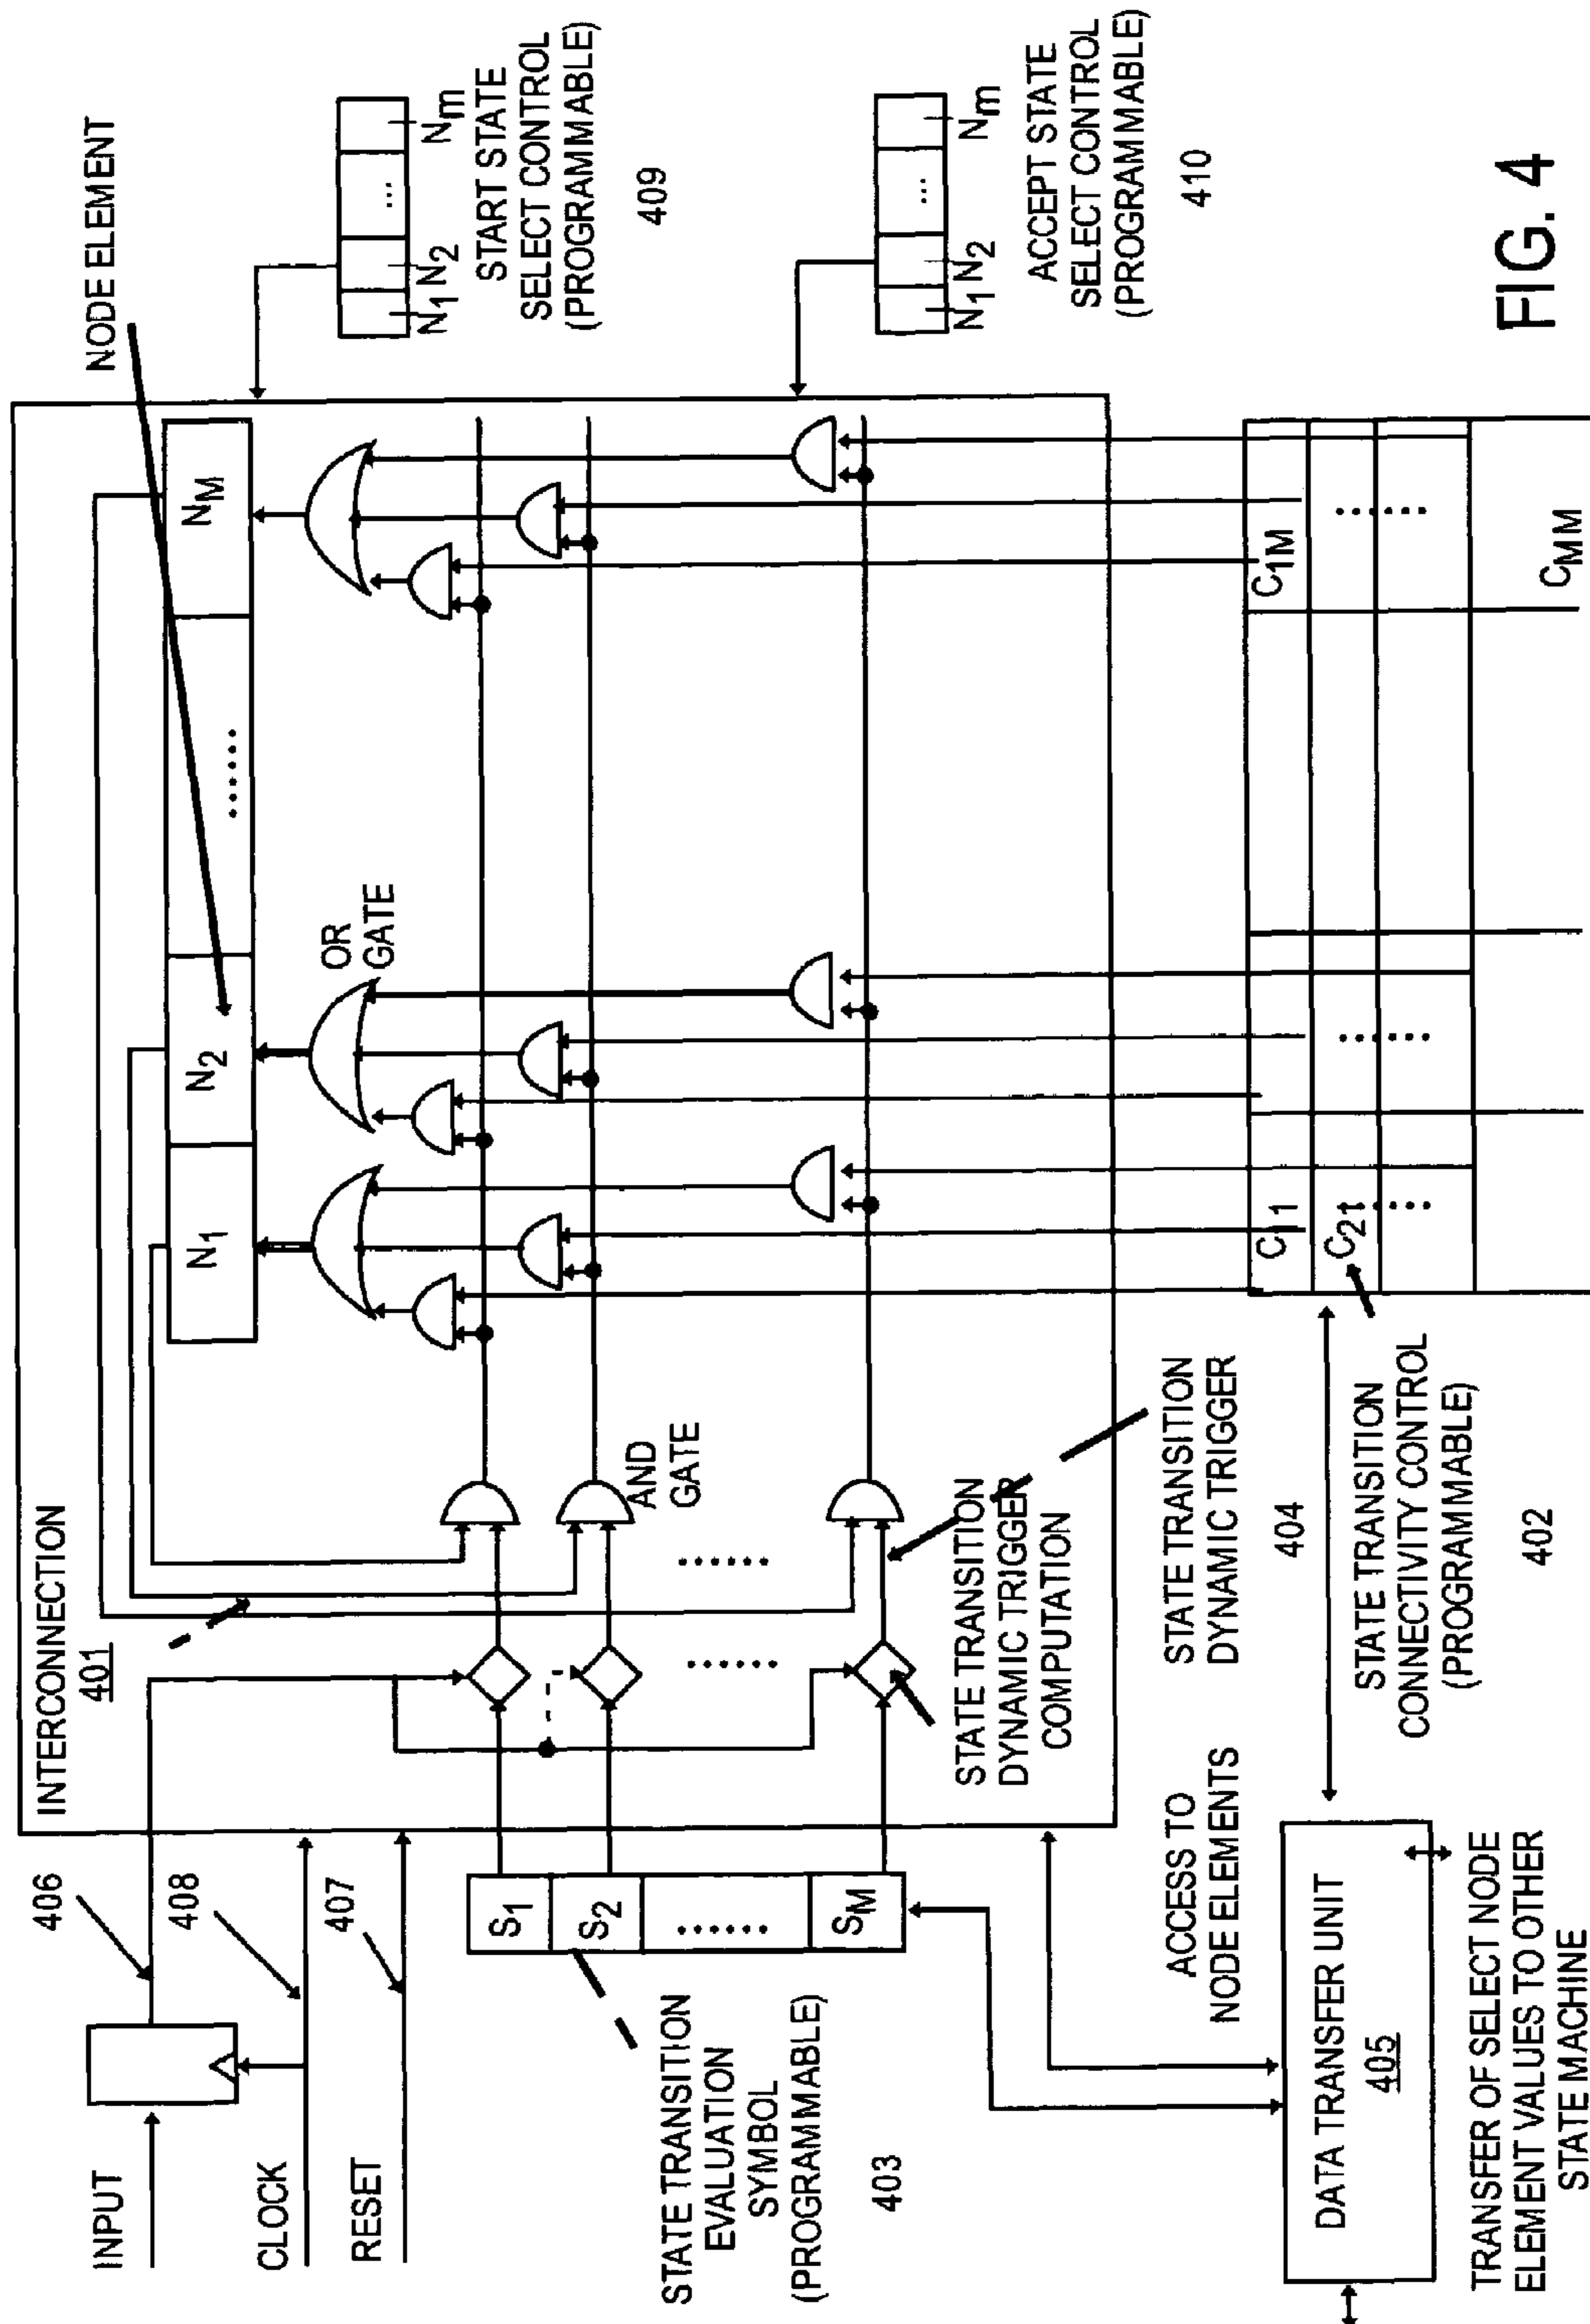 INPUT
CLOCK
RESET
406
408
407
INTERCONNECTION
401
NODE ELEMENT
N1
N2
......
NM
OR
GATE
AND
GATE
......
......
S1
S2
......
SM
STATE TRANSITION
EVALUATION
SYMBOL
(PROGRAMMABLE)
403
STATE TRANSITION
DYNAMIC TRIGGER
COMPUTATION
STATE TRANSITION
DYNAMIC TRIGGER
N1 N2 ... Nm
START STATE
SELECT CONTROL
(PROGRAMMABLE)
409
N1 N2 ... Nm
ACCEPT STATE
SELECT CONTROL
(PROGRAMMABLE)
410
ACCESS TO
NODE ELEMENTS
404
DATA TRANSFER UNIT
405
TRANSFER OF SELECT NODE
ELEMENT VALUES TO OTHER
STATE MACHINE
STATE TRANSITION
CONNECTIVITY CONTROL
(PROGRAMMABLE)
402
C11
C1M
C21
......
......
......
CMM
FIG. 4